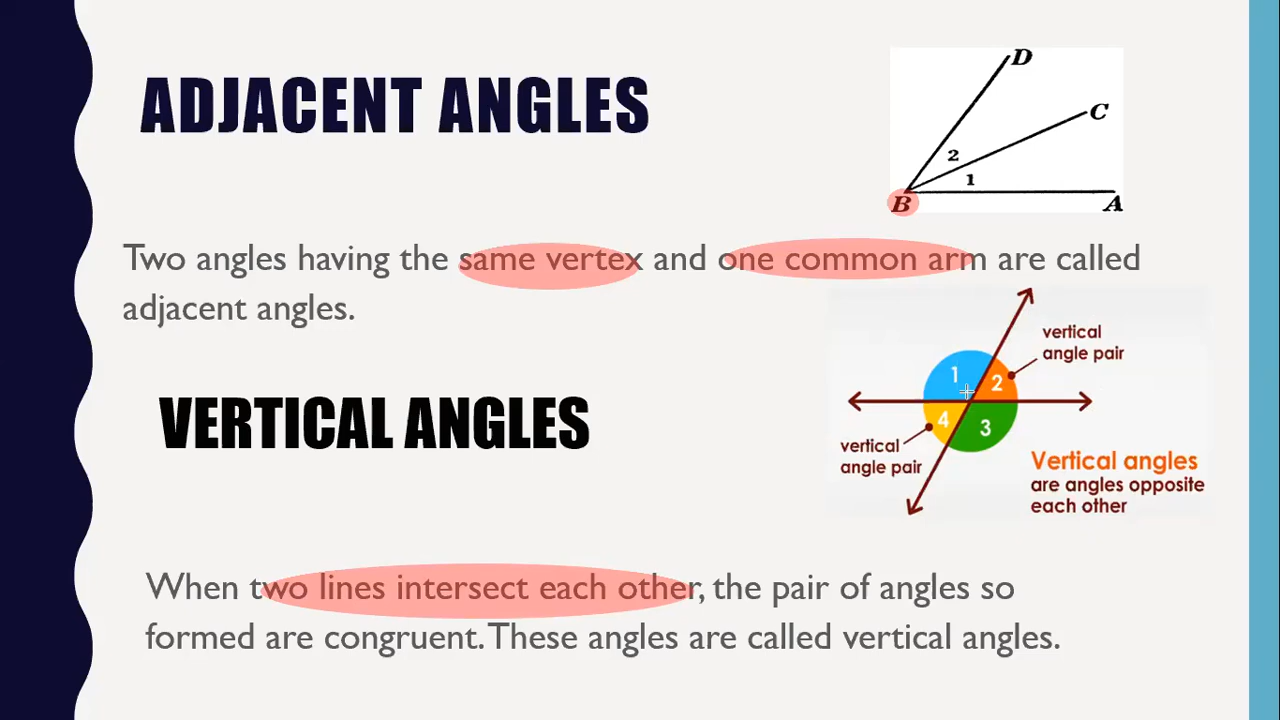 ADJACENT ANGLES
D
C
2
1
B
A
Two angles having the same vertex and one common arm are called
adjacent angles.
vertical
angle pair
1
2
4
3
vertical
angle pair
VERTICAL ANGLES
Vertical angles
are angles opposite
each other
When two lines intersect each other, the pair of angles so
formed are congruent. These angles are called vertical angles.